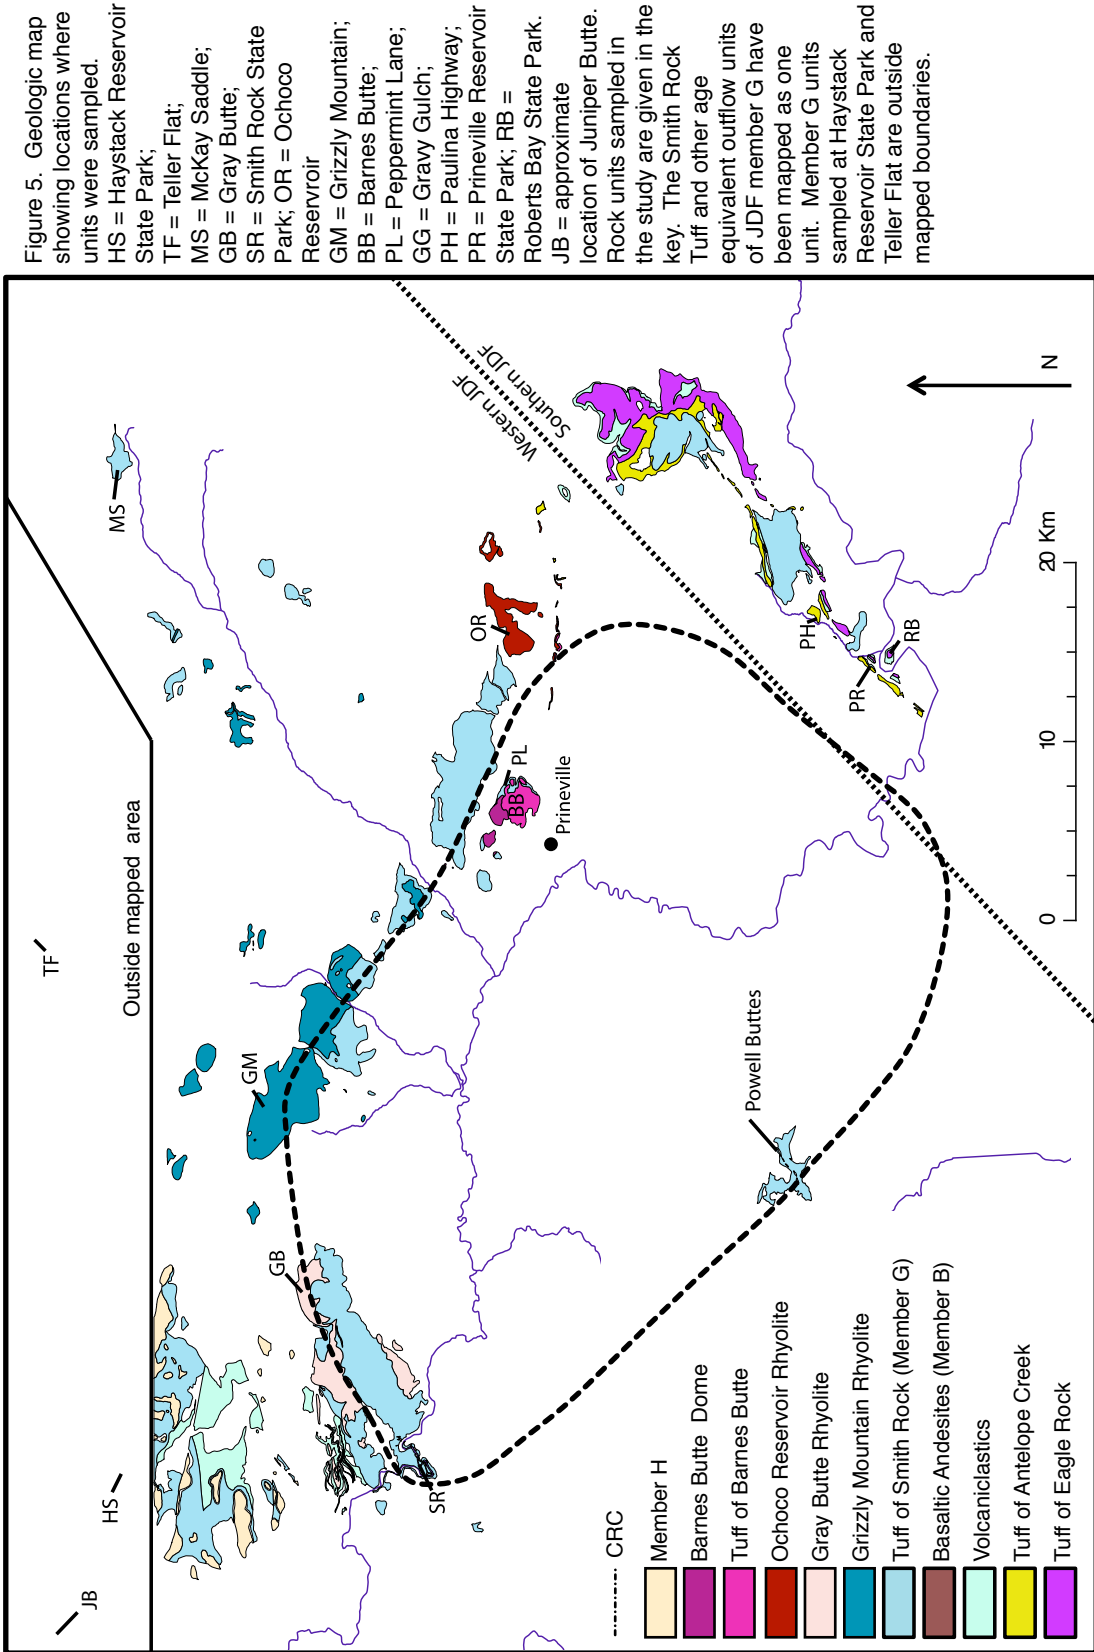 Figure 5.  Geologic map
showing locations where
units were sampled.
HS = Haystack Reservoir
State Park;
TF = Teller Flat;
MS = McKay Saddle;
GB = Gray Butte;
SR = Smith Rock State
Park; OR = Ochoco
Reservroir
GM = Grizzly Mountain;
BB = Barnes Butte;
PL = Peppermint Lane;
GG = Gravy Gulch;
PH = Paulina Highway;
PR = Prineville Reservoir
State Park; RB =
Roberts Bay State Park.
JB = approximate
location of Juniper Butte.
Rock units sampled in
the study are given in the
key.  The Smith Rock
Tuff and other age
equivalent outflow units
of JDF member G have
been mapped as one
unit.  Member G units
sampled at Haystack
Reservoir State Park and
Teller Flat are outside
mapped boundaries.
JB
HS
TF
Outside mapped area
MS
GM
GB
SR
OR
PL
BB
Prineville
Western JDF
Southern JDF
PH
PR
RB
Powell Buttes
N
0
10
20 Km
CRC
Member H
Barnes Butte Dome
Tuff of Barnes Butte
Ochoco Reservoir Rhyolite
Gray Butte Rhyolite
Grizzly Mountain Rhyolite
Tuff of Smith Rock (Member G)
Basaltic Andesites (Member B)
Volcaniclastics
Tuff of Antelope Creek
Tuff of Eagle Rock